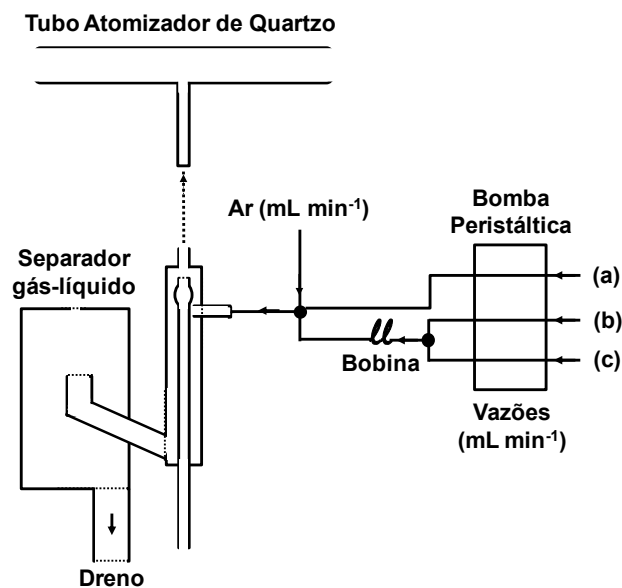 Tubo Atomizador de Quartzo
Ar (mL min⁻¹)
Bomba
Peristáltica
Separador
gás-líquido
(a)
(b)
(c)
Bobina
Vazões
(mL min⁻¹)
Dreno